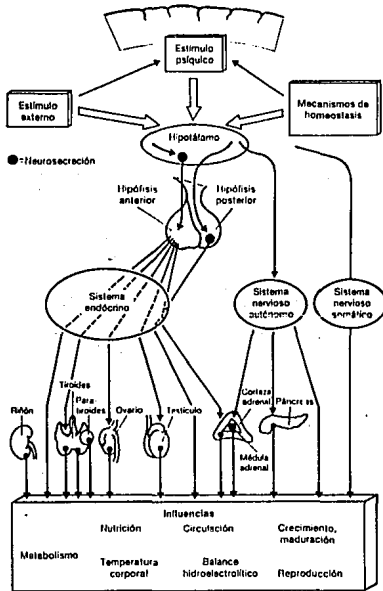 Estímulo
psíquico
Estímulo
externo
Mecanismos de
homeostasis
Hipotálamo
=Neurosecreción
Hipófisis
anterior
Hipófisis
posterior
Sistema
endócrino
Sistema
nervioso
autónomo
Sistema
nervioso
somático
Riñón
Tiroides
Para-
tiroides
Ovario
Testículo
Corteza
adrenal
Médula
adrenal
Páncreas
Influencias
Nutrición
Circulación
Crecimiento,
maduración
Metabolismo
Temperatura
corporal
Balance
hidroelectrolítico
Reproducción